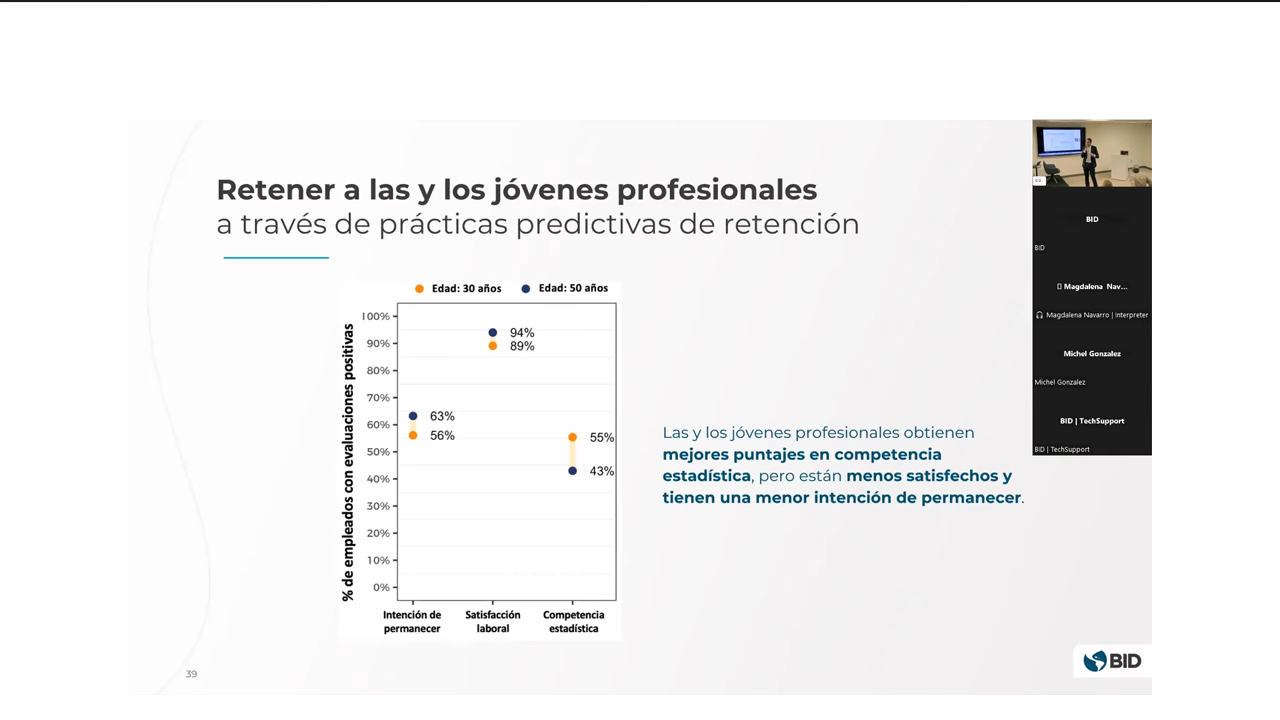 Retener a las y los jóvenes profesionales
a través de prácticas predictivas de retención
Edad: 30 años
Edad: 50 años
% de empleados con evaluaciones positivas
100%
90%
80%
70%
60%
50%
40%
30%
20%
10%
0%
63%
56%
94%
89%
55%
43%
Intención de
permanecer
Satisfacción
laboral
Competencia
estadística
Las y los jóvenes profesionales obtienen
mejores puntajes en competencia
estadística, pero están menos satisfechos y
tienen una menor intención de permanecer.
39
BID
BID
BID
Magdalena Nav...
Magdalena Navarro | Interpreter
Michel Gonzalez
Michel Gonzalez
BID | TechSupport
BID | TechSupport